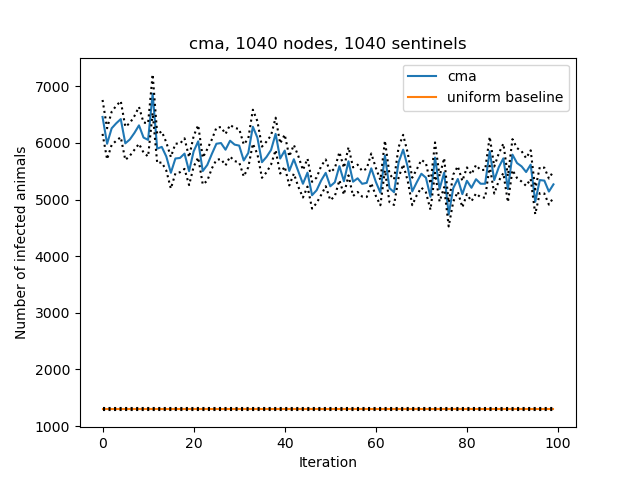 cma, 1040 nodes, 1040 sentinels
cma
uniform baseline
Number of infected animals
7000
6000
5000
4000
3000
2000
1000
0 20 40 60 80 100
Iteration